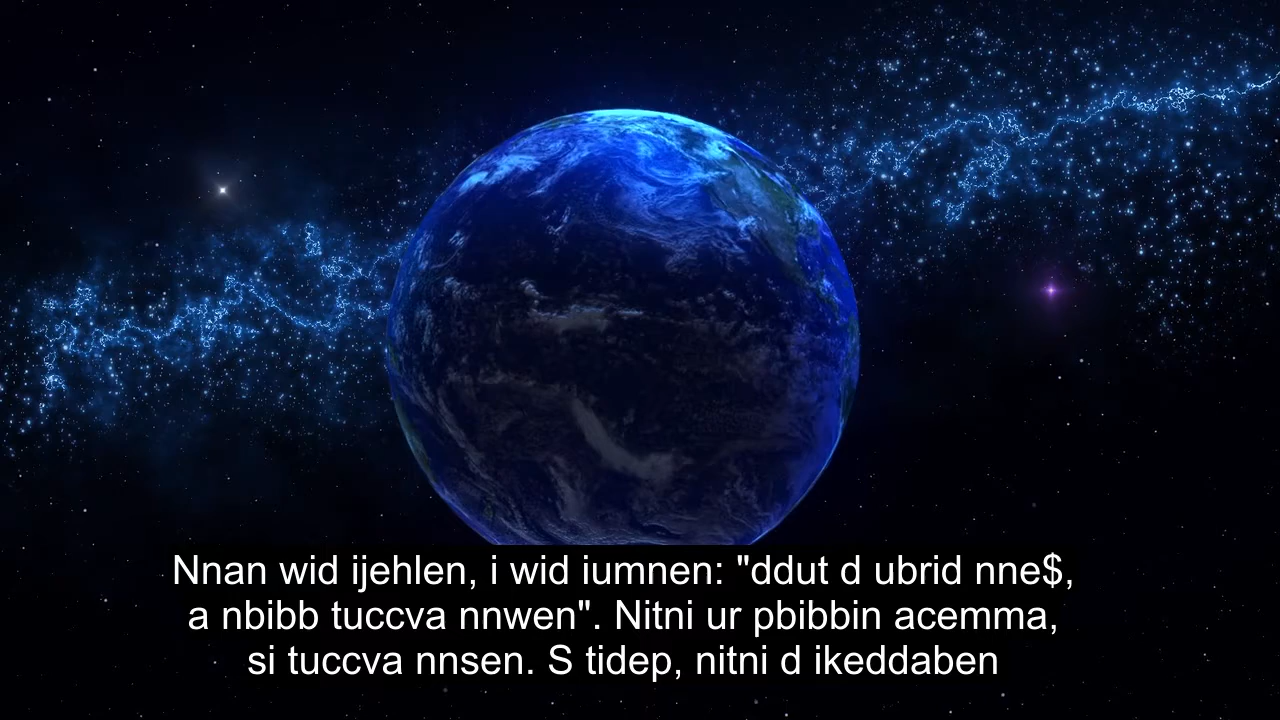 Nnan wid ijehlen, i wid iumnen: "ddut d ubrid nne$,
a nbibb tuccva nnwen". Nitni ur pbibbin acemma,
si tuccva nnsen. S tidep, nitni d ikeddaben